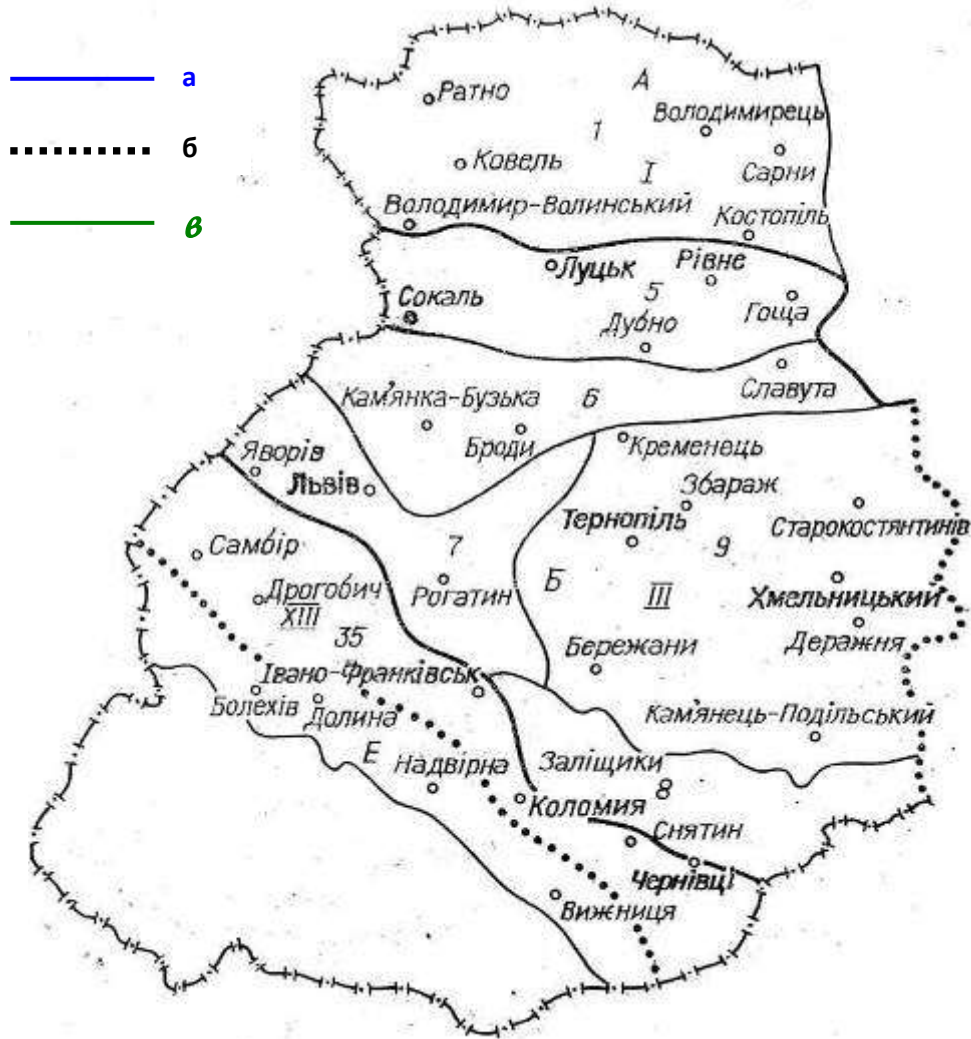 а
б
в
А
Ратно
Володимирець
1
Ковель
Сарни
І
Володимир-Волинський
Костопіль
Луцьк
Рівне
5
Сокаль
Гоща
Дубно
Славута
Кам'янка-Бузька
6
Броди
Кременець
Яворів
Львів
Збараж
Тернопіль
Старокостянтинів
Самбір
7
9
Б
Дрогобич
Рогатин
Хмельницький
ХІІІ
ІІІ
35
Деражня
Бережани
Івано-Франківськ
Болехів
Долина
Кам'янець-Подільський
Е
Надвірна
Заліщики
8
Коломия
Снятин
Чернівці
Вижниця